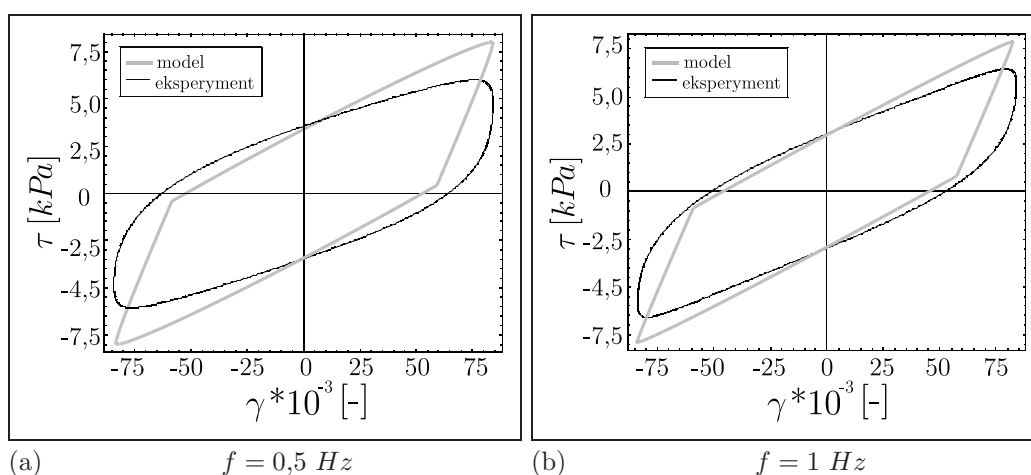 7,5
5,0
2,5
0
-2,5
-4,5
-7,5
τ [kPa]
model
eksperyment
-75 -50 -25 0 25 50 75
γ*10⁻³ [-]
7,5
5,0
2,5
0
-2,5
-4,5
-7,5
τ [kPa]
model
eksperyment
-75 -50 -25 0 25 50 75
γ*10⁻³ [-]
(a) f = 0,5 Hz
(b) f = 1 Hz